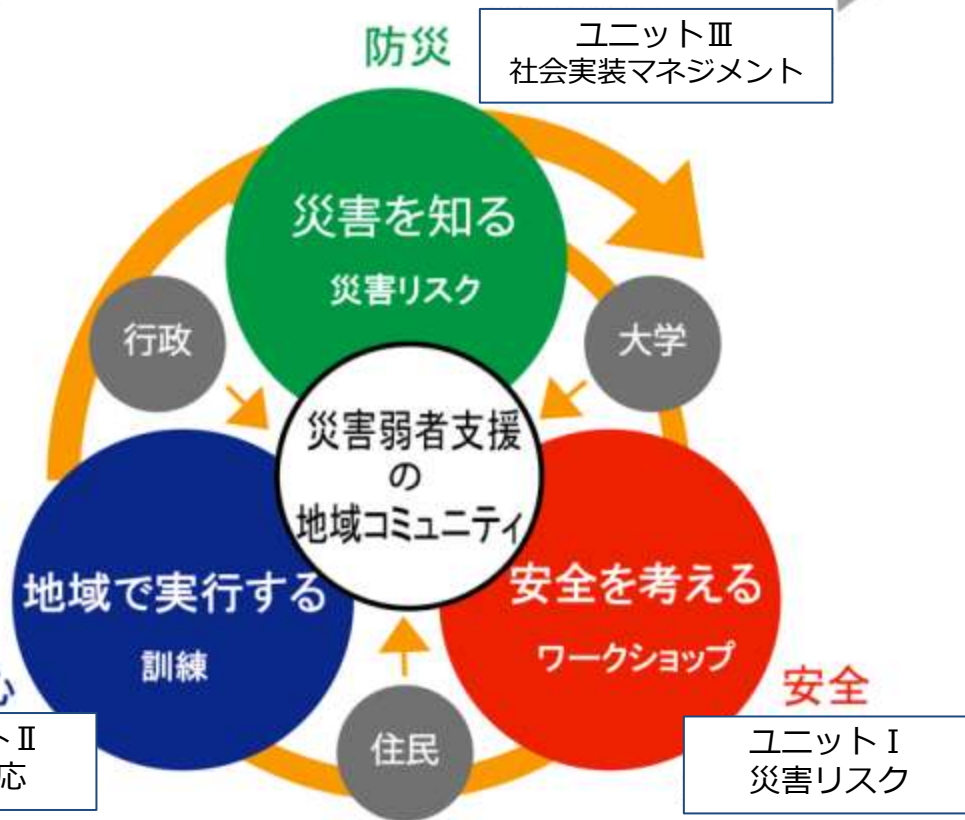 防災
ユニットⅢ
社会実装マネジメント
災害を知る
災害リスク
行政
大学
災害弱者支援
の
地域コミュニティ
地域で実行する
訓練
安全を考える
ワークショップ
住民
安全
ユニットⅠ
災害リスク
トⅡ
応